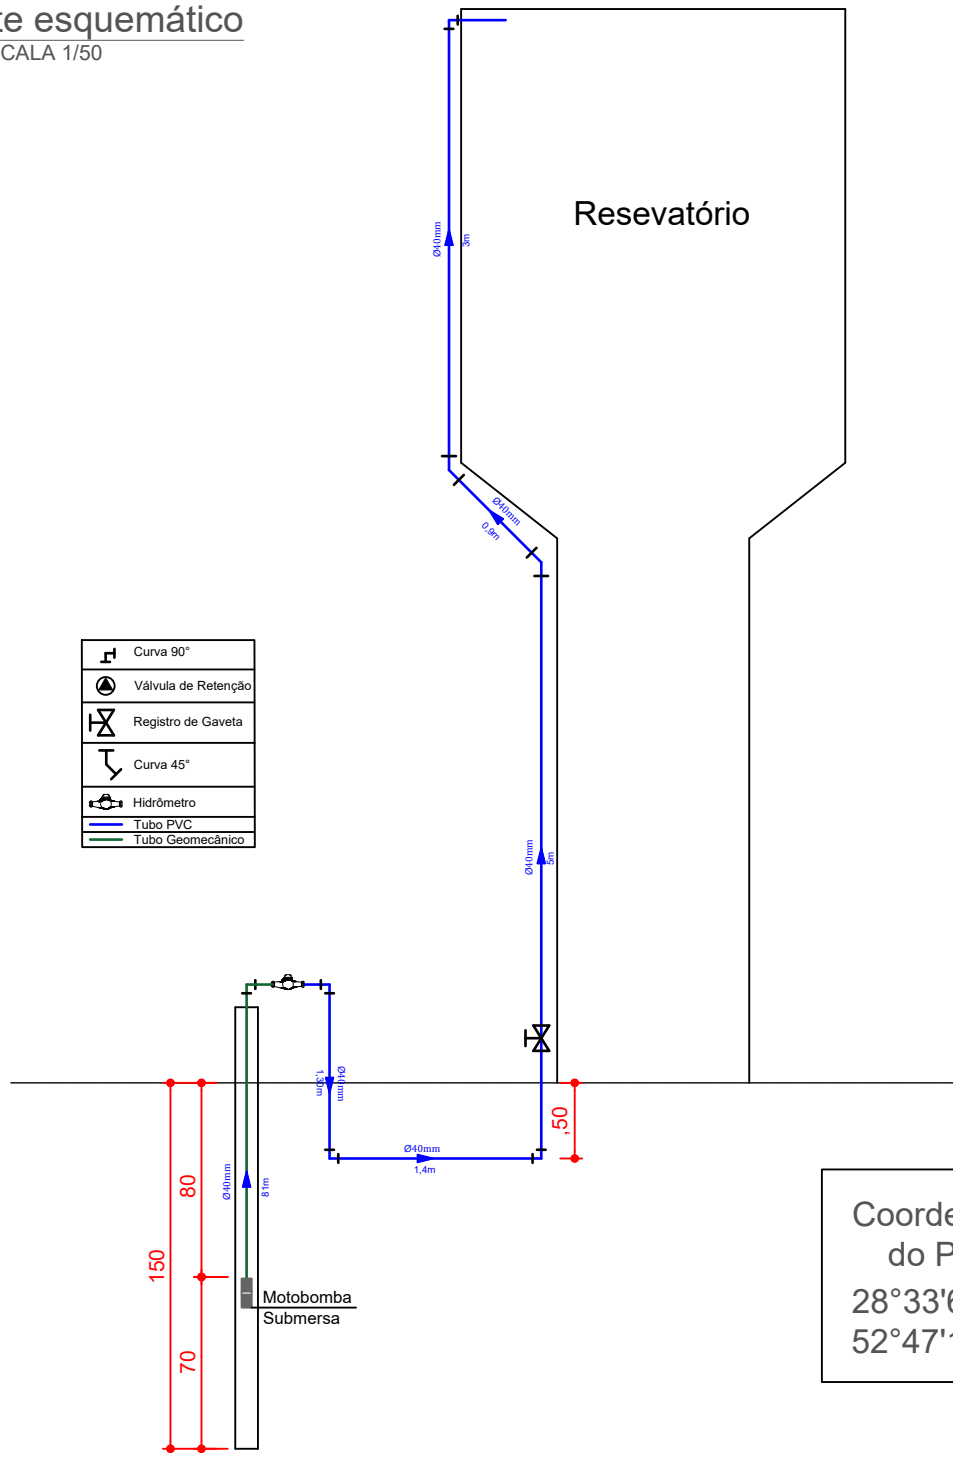 te esquemático
CALA 1/50
Resevatório
Ø40mm
3m
Ø40mm
0,9m
Curva 90°
Válvula de Retenção
Registro de Gaveta
Curva 45°
Hidrômetro
Tubo PVC
Tubo Geomecânico
Ø40mm
5m
Ø40mm
1,30m
Ø40mm
1,4m
,50
Ø40mm
81m
80
150
70
Motobomba
Submersa
Coorde
do P
28°33'6
52°47'1